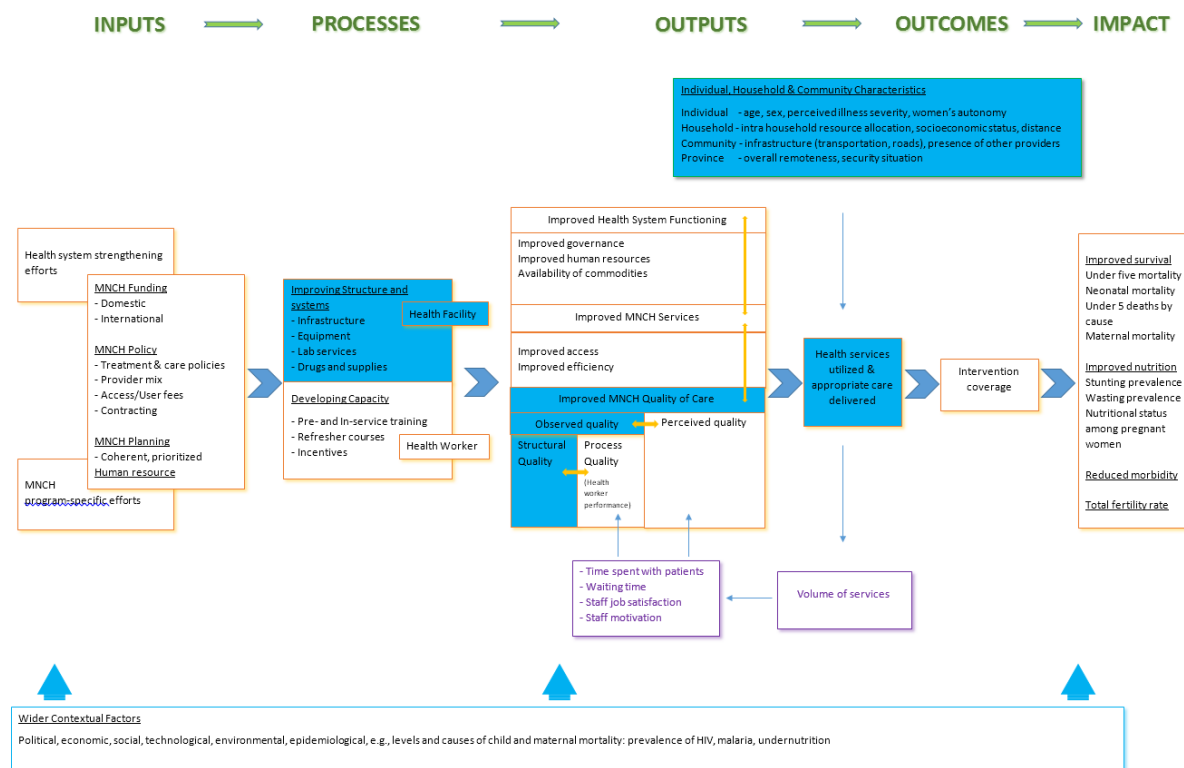 INPUTS
PROCESSES
OUTPUTS
OUTCOMES
IMPACT
Individual, Household & Community Characteristics
Individual - age, sex, perceived illness severity, women's autonomy
Household - intra household resource allocation, socioeconomic status, distance
Community - infrastructure (transportation, roads), presence of other providers
Province - overall remoteness, security situation
Health system strengthening
efforts
MNCH Funding
- Domestic
- International
MNCH Policy
- Treatment & care policies
- Provider mix
- Access/User fees
- Contracting
MNCH Planning
- Coherent, prioritized
Human resource
MNCH
program-specific efforts
Improving Structure and
systems
- Infrastructure
- Equipment
- Lab services
- Drugs and supplies
Health Facility
Developing Capacity
- Pre- and In-service training
- Refresher courses
- Incentives
Health Worker
Improved Health System Functioning
Improved governance
Improved human resources
Availability of commodities
Improved MNCH Services
Improved access
Improved efficiency
Improved MNCH Quality of Care
Observed quality
Perceived quality
Structural
Quality
Process
Quality
(Health
worker
performance)
- Time spent with patients
- Waiting time
- Staff job satisfaction
- Staff motivation
Health services
utilized &
appropriate care
delivered
Volume of services
Intervention
coverage
Improved survival
Under five mortality
Neonatal mortality
Under 5 deaths by
cause
Maternal mortality
Improved nutrition
Stunting prevalence
Wasting prevalence
Nutritional status
among pregnant
women
Reduced morbidity
Total fertility rate
Wider Contextual Factors
Political, economic, social, technological, environmental, epidemiological, e.g., levels and causes of child and maternal mortality: prevalence of HIV, malaria, undernutrition